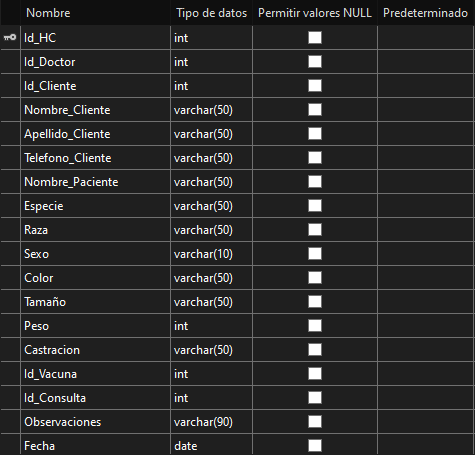 Nombre Tipo de datos Permitir valores NULL Predeterminado
Id_HC int
Id_Doctor int
Id_Cliente int
Nombre_Cliente varchar(50)
Apellido_Cliente varchar(50)
Telefono_Cliente varchar(50)
Nombre_Paciente varchar(50)
Especie varchar(50)
Raza varchar(50)
Sexo varchar(10)
Color varchar(50)
Tamaño varchar(50)
Peso int
Castracion varchar(50)
Id_Vacuna int
Id_Consulta int
Observaciones varchar(90)
Fecha date